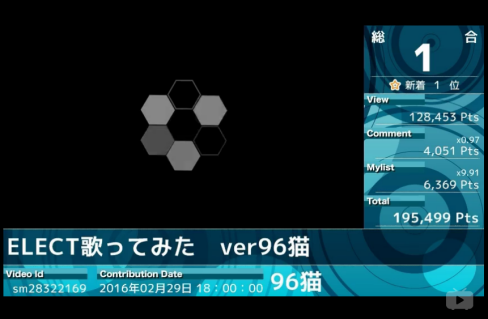 総合
1
新着 1 位
View
128,453 Pts
Comment
x0.97
4,051 Pts
Mylist
x9.91
6,369 Pts
Total
195,499 Pts
ELECT歌ってみた ver96猫
Video Id
Contribution Date
sm28322169
2016年02月29日 18：00：00
96猫